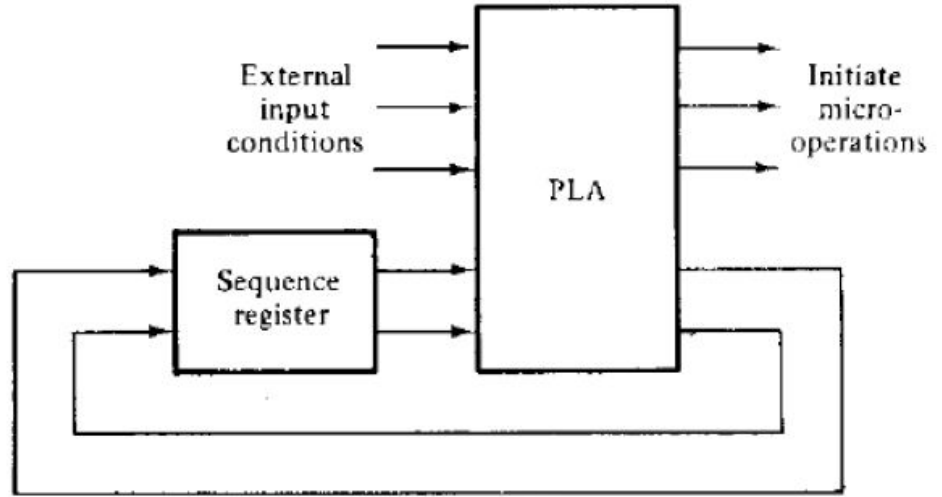 External
input
conditions
Initiate
micro-
operations
PLA
Sequence
register